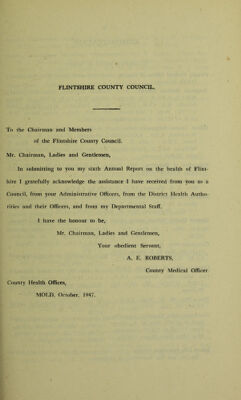 FLINTSHIRE COUNTY COUNCIL.
To the Chairman and Members
of the Flintshire County Council.
Mr. Chairman, Ladies and Gentlemen,
In submitting to you my sixth Annual Report on the health of Flint-
shire I gratefully acknowledge the assistance I have received from you as a
Council, from your Administrative Officers, from the District Health Autho-
rities and their Officers, and from my Departmental Staff.
I have the honour to be,
Mr. Chairman, Ladies and Gentlemen,
Your obedient Servant,
A. E. ROBERTS,
County Medical Officer
County Health Offices,
MOLD. October, 1947.